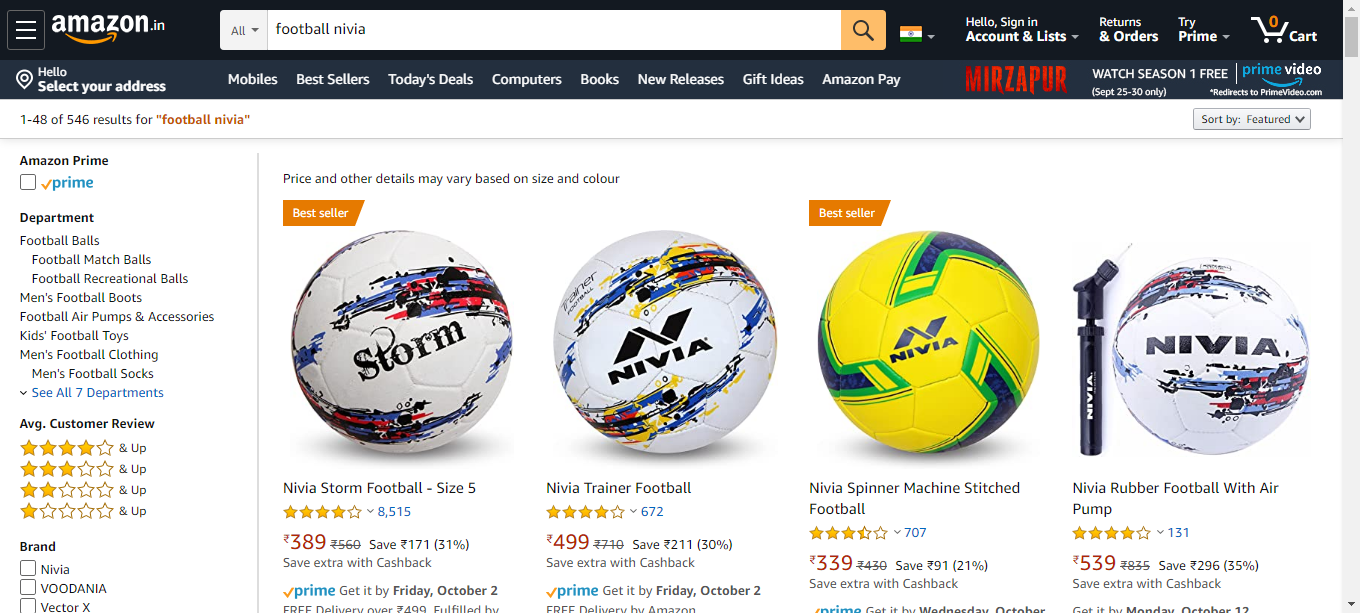 amazon.in
All
football nivia
Hello, Sign in
Account & Lists
Returns
& Orders
Try
Prime
0
Cart
Hello
Select your address
Mobiles
Best Sellers
Today's Deals
Computers
Books
New Releases
Gift Ideas
Amazon Pay
MIRZAPUR
WATCH SEASON 1 FREE
(Sept 25-30 only)
prime video
*Redirects to PrimeVideo.com
1-48 of 546 results for "football nivia"
Sort by: Featured
Amazon Prime
prime
Department
Football Balls
Football Match Balls
Football Recreational Balls
Men's Football Boots
Football Air Pumps & Accessories
Kids' Football Toys
Men's Football Clothing
Men's Football Socks
See All 7 Departments
Avg. Customer Review
& Up
& Up
& Up
& Up
Brand
Nivia
VOODANIA
Vector X
Price and other details may vary based on size and colour
Best seller
Storm
Nivia Storm Football - Size 5
8,515
₹389 ₹560 Save ₹171 (31%)
Save extra with Cashback
prime Get it by Friday, October 2
FREE Delivery over ₹499. Fulfilled by
Trainer
FOOTBALL
NIVIA
Nivia Trainer Football
672
₹499 ₹710 Save ₹211 (30%)
Save extra with Cashback
prime Get it by Friday, October 2
FREE Delivery by Amazon
Best seller
NIVIA
Nivia Spinner Machine Stitched
Football
707
₹339 ₹430 Save ₹91 (21%)
Save extra with Cashback
prime Get it by Wednesday, October
NIVIA
NIVIA
Nivia Rubber Football With Air
Pump
131
₹539 ₹835 Save ₹296 (35%)
Save extra with Cashback
Get it by Monday, October 12